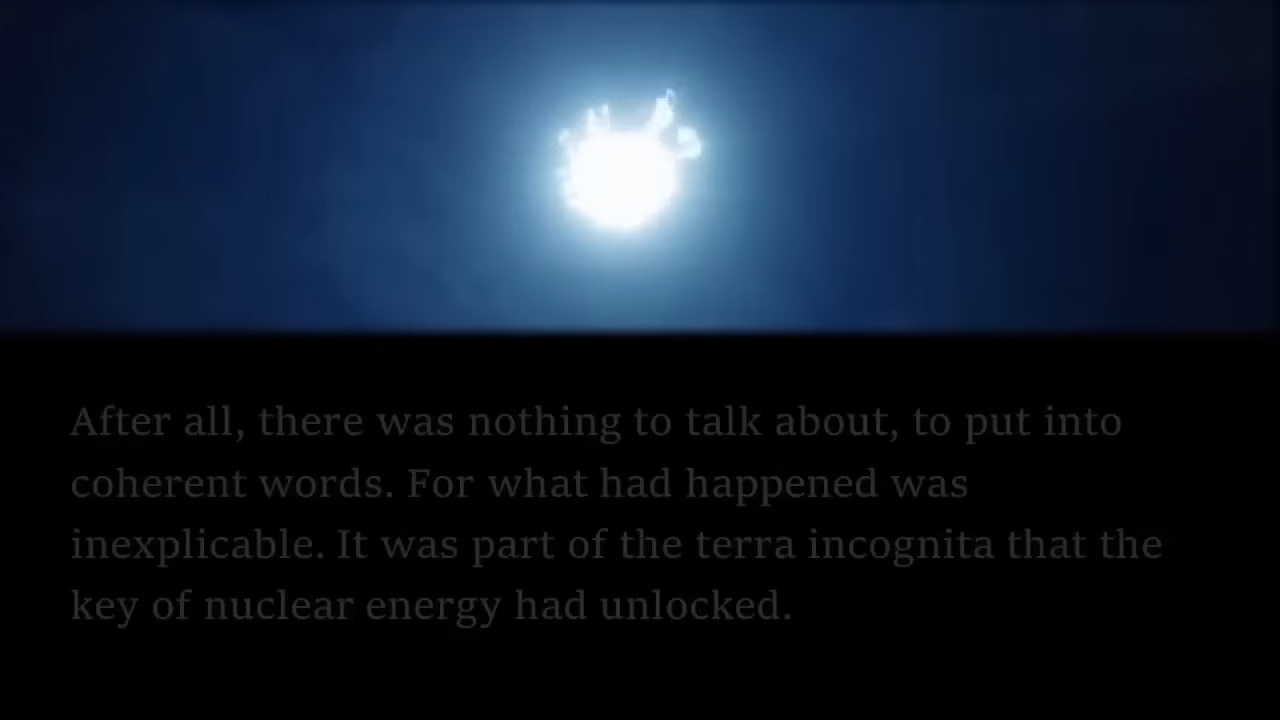 After all, there was nothing to talk about, to put into
coherent words. For what had happened was
inexplicable. It was part of the terra incognita that the
key of nuclear energy had unlocked.